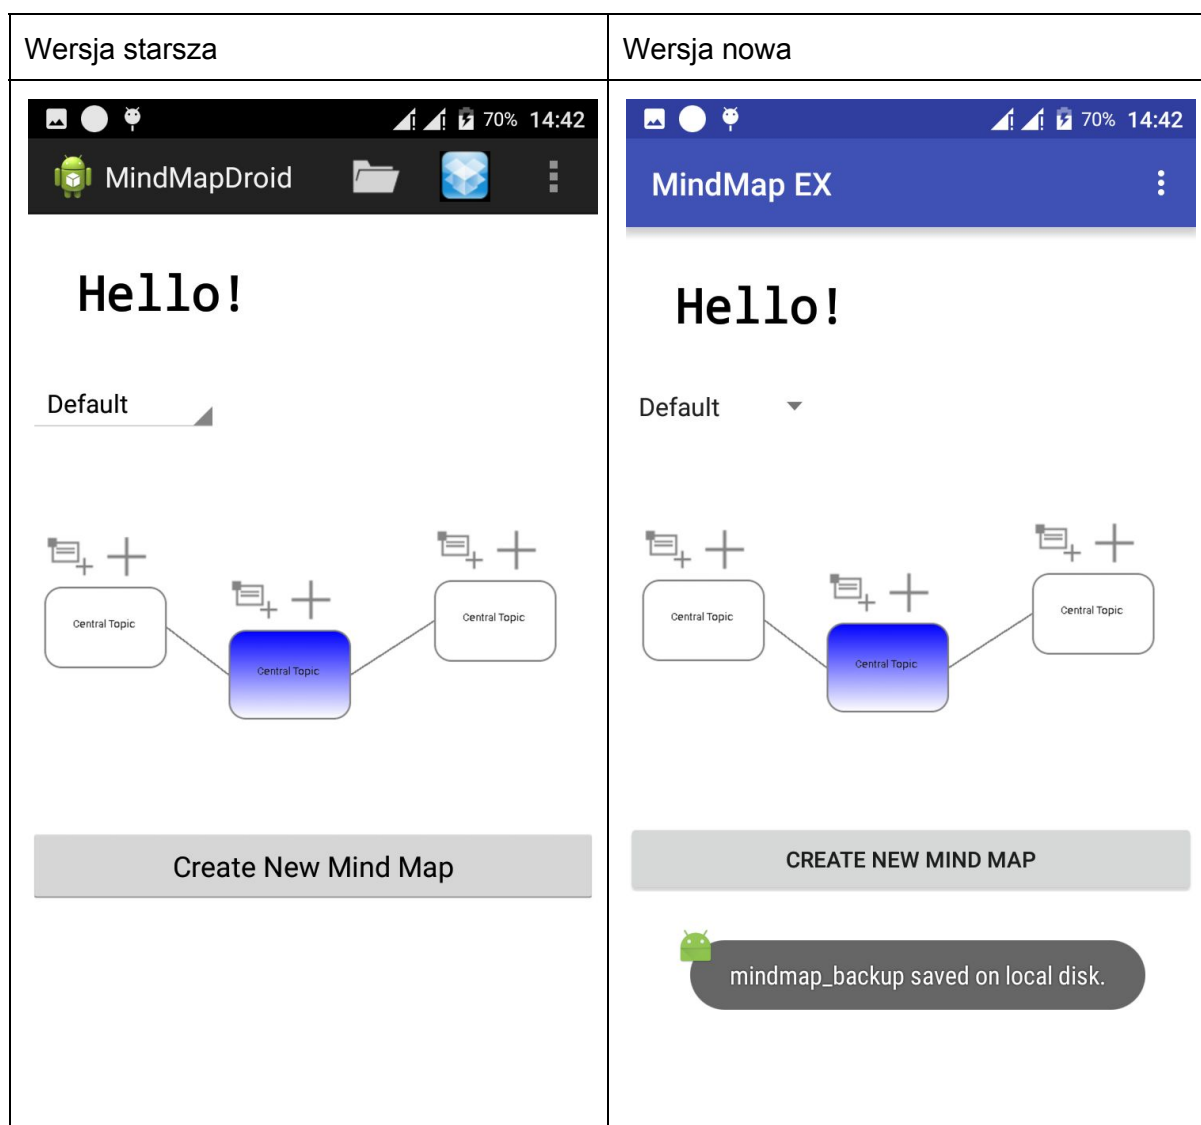 Wersja starsza
Wersja nowa
70% 14:42
MindMapDroid
Hello!
Default
Central Topic
Central Topic
Central Topic
Create New Mind Map
70% 14:42
MindMap EX
Hello!
Default
Central Topic
Central Topic
Central Topic
CREATE NEW MIND MAP
mindmap_backup saved on local disk.